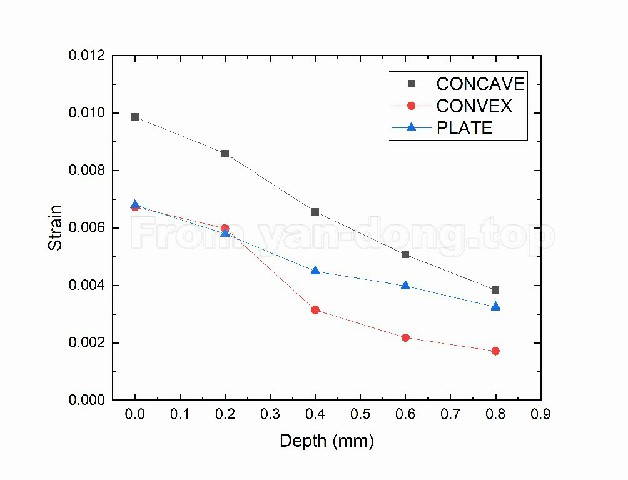 0.012
0.010
0.008
0.006
0.004
0.002
0.000
Strain
CONCAVE
CONVEX
PLATE
From yan-dong.top
0.0 0.1 0.2 0.3 0.4 0.5 0.6 0.7 0.8 0.9
Depth (mm)